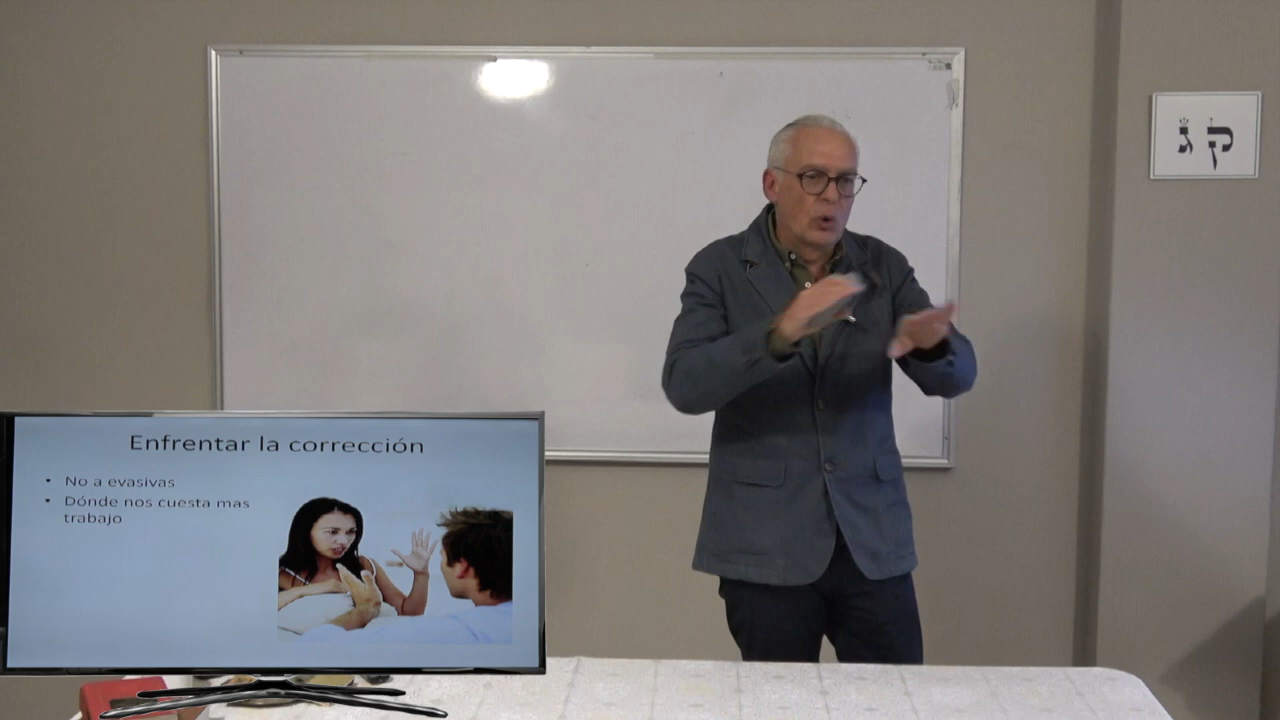 Enfrentar la corrección
• No a evasivas
• Dónde nos cuesta mas
trabajo
ק ג